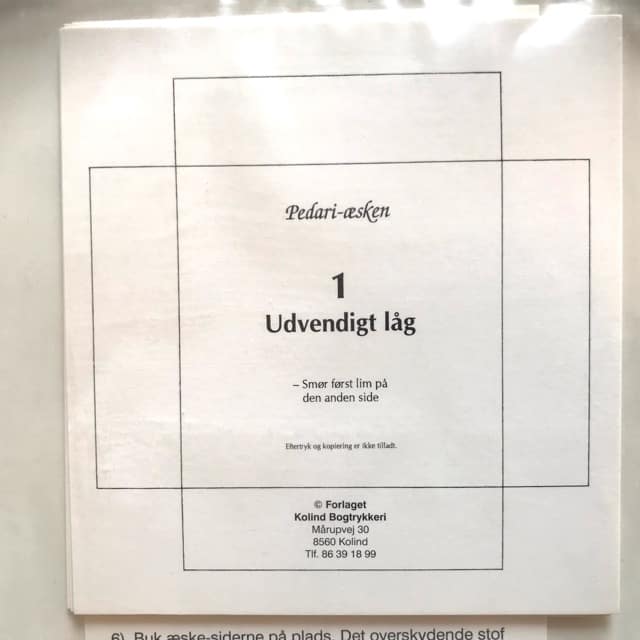 Pedari-æsken
1
Udvendigt låg
– Smør først lim på
den anden side
Eftertryk og kopiering er ikke tilladt.
© Forlaget
Kolind Bogtrykkeri
Mårupvej 30
8560 Kolind
Tlf. 86 39 18 99
6) Buk æske-siderne på plads. Det overskydende stof